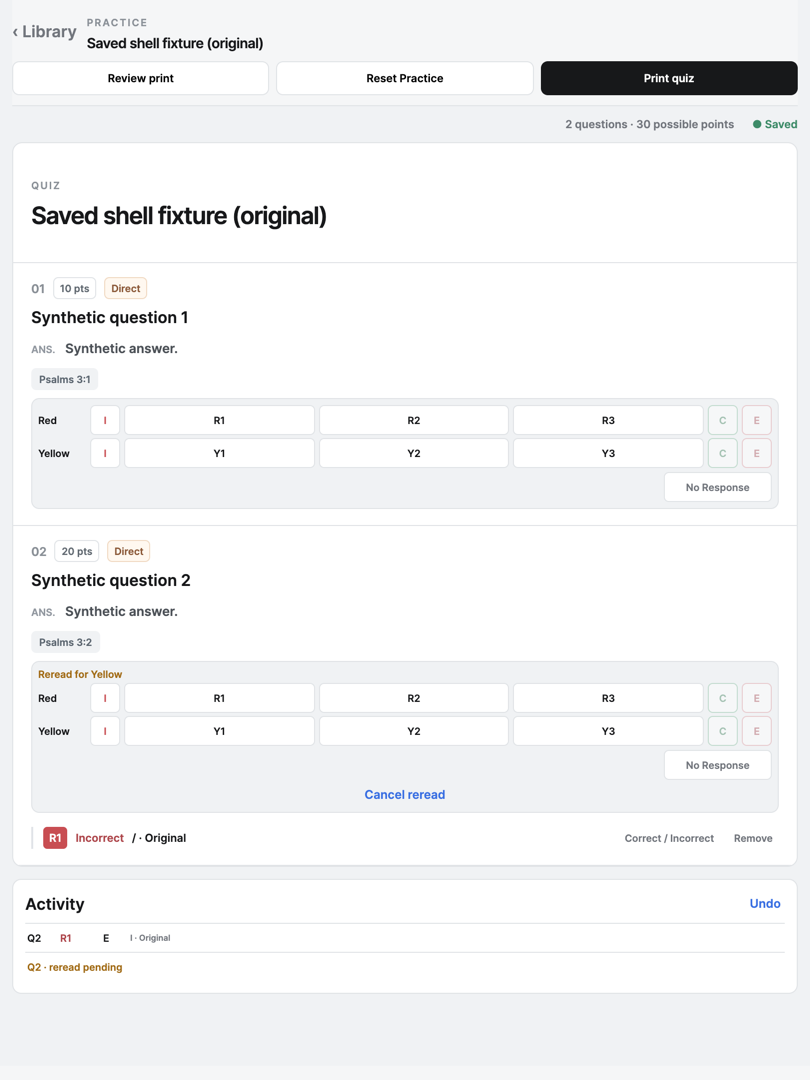 ‹ Library
PRACTICE
Saved shell fixture (original)
Review print
Reset Practice
Print quiz
2 questions · 30 possible points
Saved
QUIZ
Saved shell fixture (original)
01 10 pts Direct
Synthetic question 1
ANS. Synthetic answer.
Psalms 3:1
Red I R1 R2 R3 C E
Yellow I Y1 Y2 Y3 C E
No Response
02 20 pts Direct
Synthetic question 2
ANS. Synthetic answer.
Psalms 3:2
Reread for Yellow
Red I R1 R2 R3 C E
Yellow I Y1 Y2 Y3 C E
No Response
Cancel reread
R1 Incorrect / · Original Correct / Incorrect Remove
Activity Undo
Q2 R1 E I · Original
Q2 · reread pending